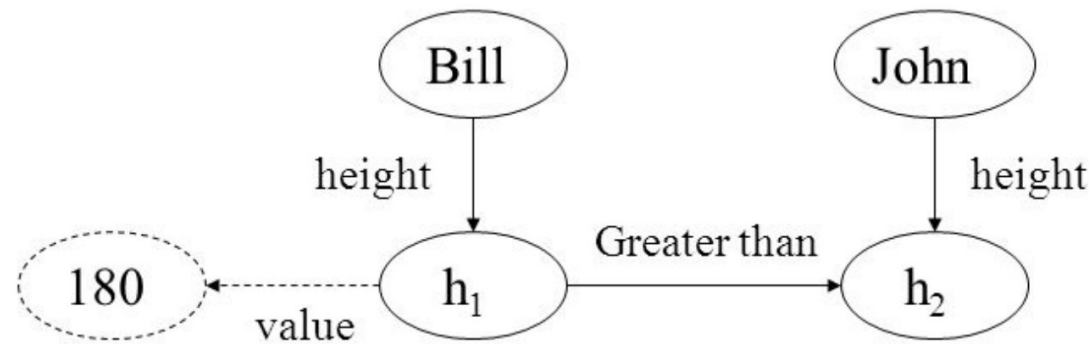 Bill
John
height
height
Greater than
180
h₁
h₂
value